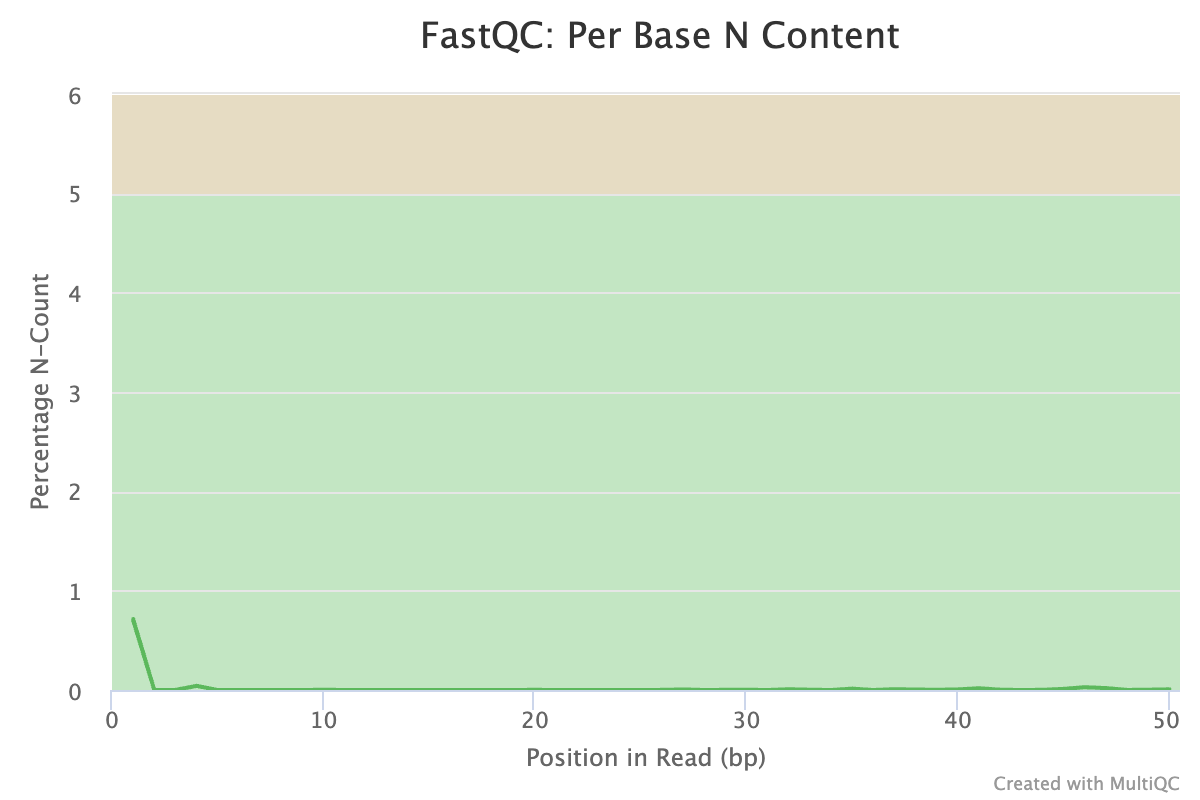 FastQC: Per Base N Content
6
5
4
3
2
1
0
Percentage N-Count
0 10 20 30 40 50
Position in Read (bp)
Created with MultiQC